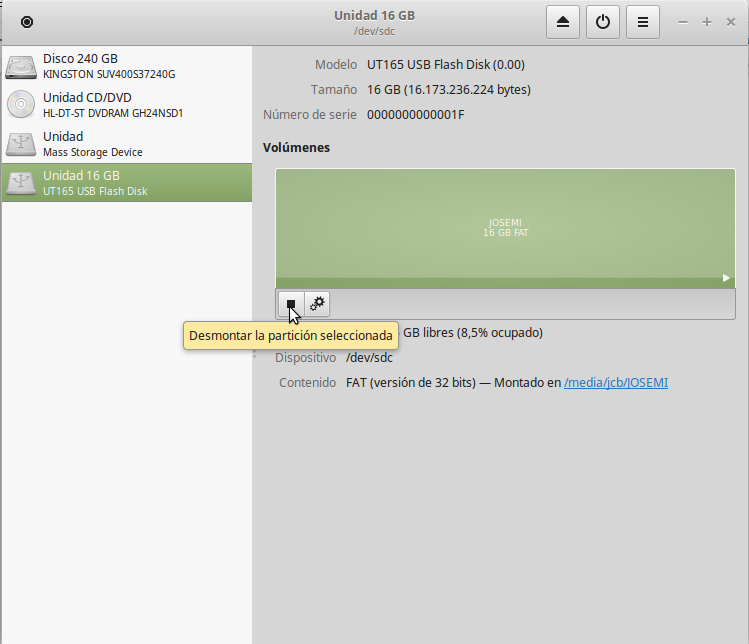 Unidad 16 GB
/dev/sdc
Disco 240 GB
KINGSTON SUV400S37240G
Unidad CD/DVD
HL-DT-ST DVDRAM GH24NSD1
Unidad
Mass Storage Device
Unidad 16 GB
UT165 USB Flash Disk
Modelo UT165 USB Flash Disk (0.00)
Tamaño 16 GB (16.173.236.224 bytes)
Número de serie 0000000000001F
Volúmenes
JOSEMI
16 GB FAT
Desmontar la partición seleccionada
GB libres (8,5% ocupado)
Dispositivo /dev/sdc
Contenido FAT (versión de 32 bits) — Montado en /media/jcb/JOSEMI